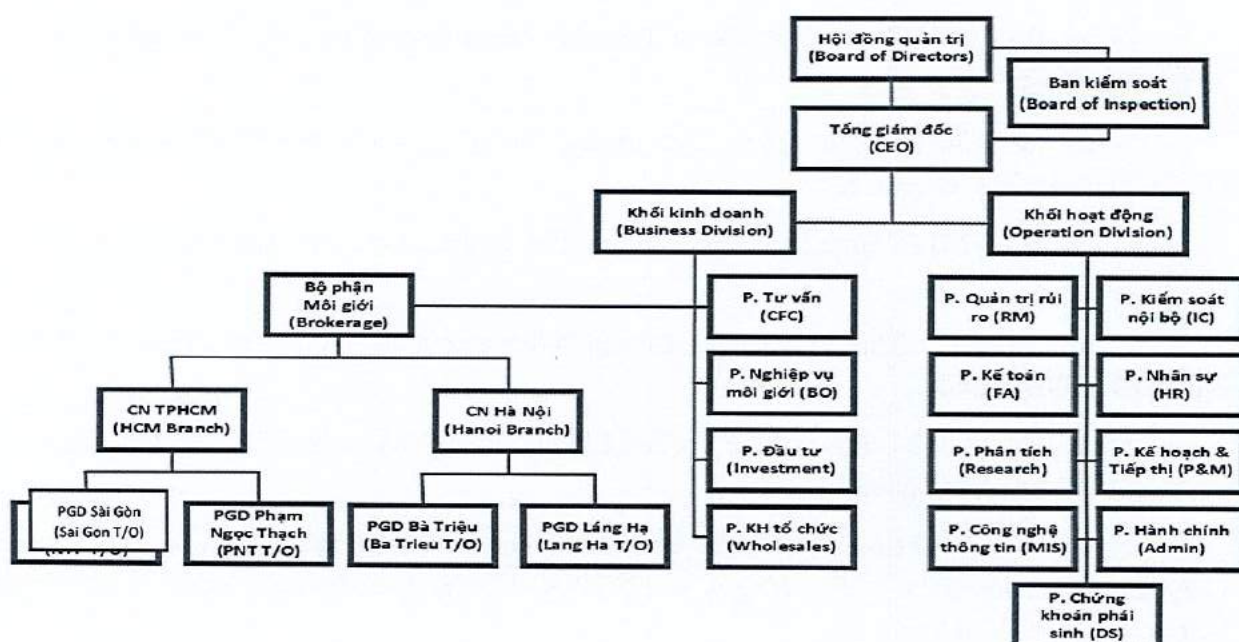 Hội đồng quản trị
(Board of Directors)
Ban kiểm soát
(Board of Inspection)
Tổng giám đốc
(CEO)
Khối kinh doanh
(Business Division)
Khối hoạt động
(Operation Division)
Bộ phận
Môi giới
(Brokerage)
P. Tư vấn
(CFC)
P. Quản trị rủi
ro (RM)
P. Kiểm soát
nội bộ (IC)
P. Nghiệp vụ
môi giới (BO)
P. Kế toán
(FA)
P. Nhân sự
(HR)
CN TPHCM
(HCM Branch)
CN Hà Nội
(Hanoi Branch)
P. Đầu tư
(Investment)
P. Phân tích
(Research)
P. Kế hoạch &
Tiếp thị (P&M)
PGD Sài Gòn
(Sai Gon T/O)
PGD Phạm
Ngọc Thạch
(PNT T/O)
PGD Bà Triệu
(Ba Trieu T/O)
PGD Láng Hạ
(Lang Ha T/O)
P. KH tổ chức
(Wholesales)
P. Công nghệ
thông tin (MIS)
P. Hành chính
(Admin)
P. Chứng
khoán phái
sinh (DS)